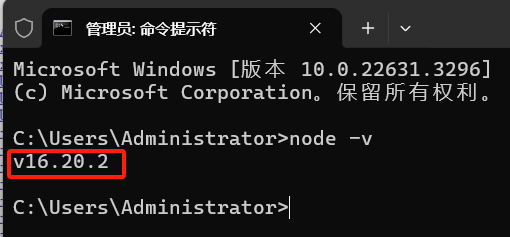 管理员: 命令提示符
Microsoft Windows [版本 10.0.22631.3296]
(c) Microsoft Corporation。保留所有权利。
C:\Users\Administrator>node -v
v16.20.2
C:\Users\Administrator>